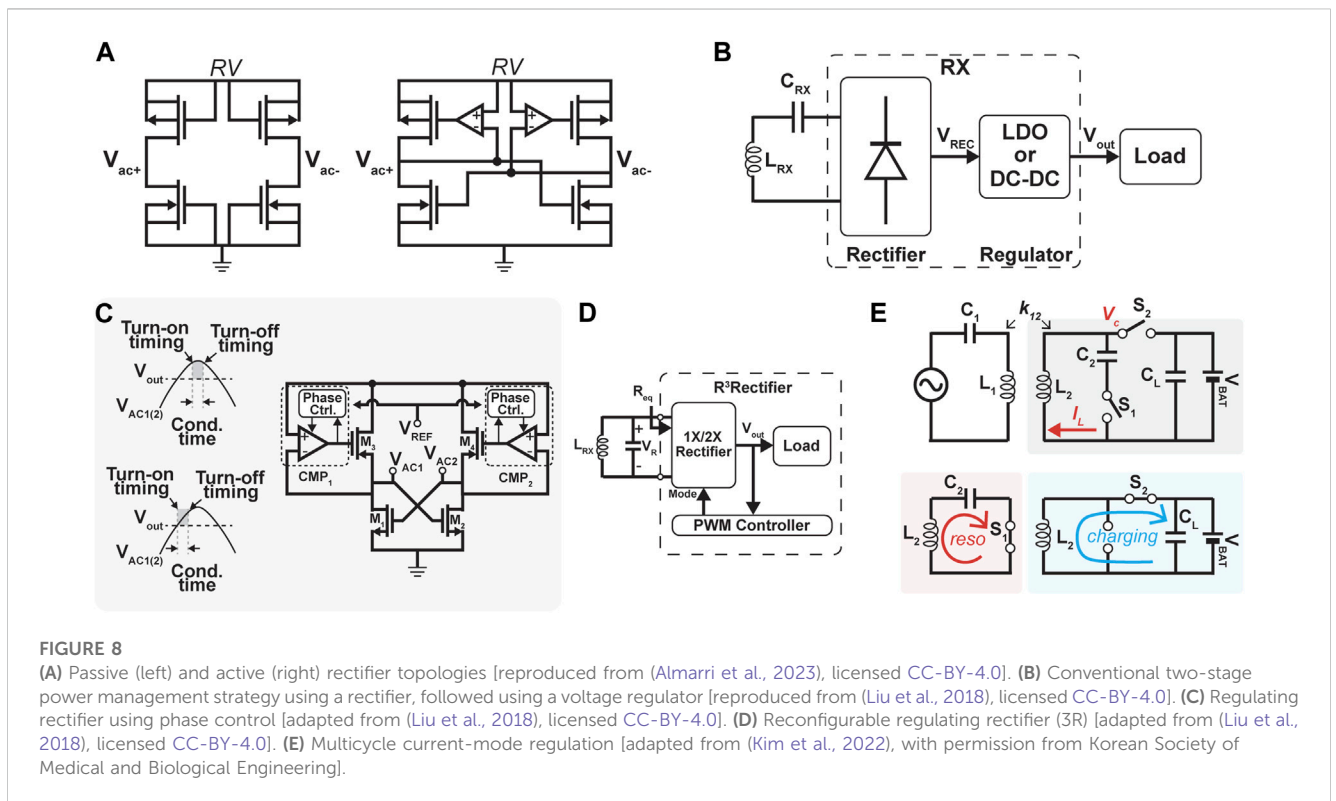 A
RV
RV
V_ac+
V_ac-
V_ac+
V_ac-
+
-
+
-
B
RX
C_RX
L_RX
V_REC
LDO
or
DC-DC
V_out
Load
Rectifier
Regulator
C
Turn-on
timing
Turn-off
timing
V_out
V_AC1(2)
Cond.
time
Turn-on
timing
Turn-off
timing
V_out
V_AC1(2)
Cond.
time
Phase
Ctrl.
Phase
Ctrl.
+
-
+
-
V_REF
M_3
M_4
CMP_1
CMP_2
V_AC1
V_AC2
M_1
M_2
D
R³Rectifier
R_eq
L_RX
+
V_R
-
1X/2X
Rectifier
V_out
Load
Mode
PWM Controller
E
C_1
k_12
V_c
S_2
C_2
L_1
L_2
S_1
C_L
V_BAT
I_L
C_2
L_2
reso
S_1
S_2
L_2
charging
C_L
V_BAT
FIGURE 8
(A) Passive (left) and active (right) rectifier topologies [reproduced from (Almarri et al., 2023), licensed CC-BY-4.0]. (B) Conventional two-stage
power management strategy using a rectifier, followed using a voltage regulator [reproduced from (Liu et al., 2018), licensed CC-BY-4.0]. (C) Regulating
rectifier using phase control [adapted from (Liu et al., 2018), licensed CC-BY-4.0]. (D) Reconfigurable regulating rectifier (3R) [adapted from (Liu et al.,
2018), licensed CC-BY-4.0]. (E) Multicycle current-mode regulation [adapted from (Kim et al., 2022), with permission from Korean Society of
Medical and Biological Engineering].